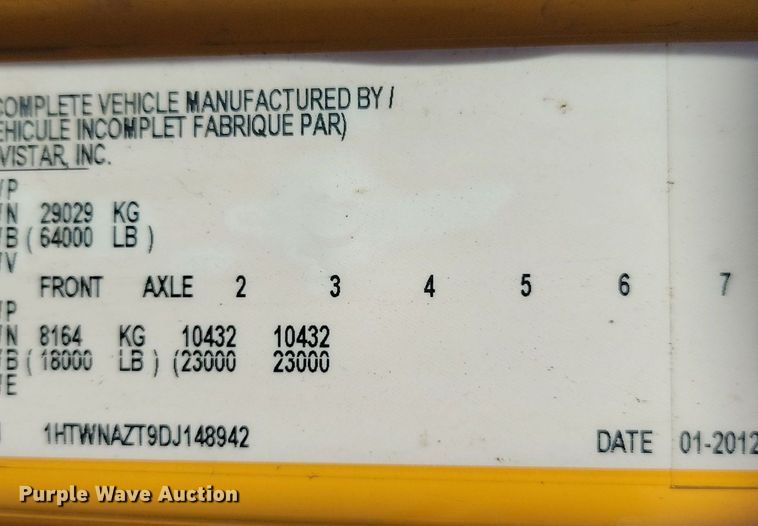 COMPLETE VEHICLE MANUFACTURED BY /
EHICULE INCOMPLET FABRIQUE PAR)
VISTAR, INC.
/P
/N 29029 KG
/B ( 64000 LB )
/V
FRONT AXLE 2 3 4 5 6 7
/P
/N 8164 KG 10432 10432
/B ( 18000 LB ) (23000 23000
/E
1HTWNAZT9DJ148942 DATE 01-2012
Purple Wave Auction